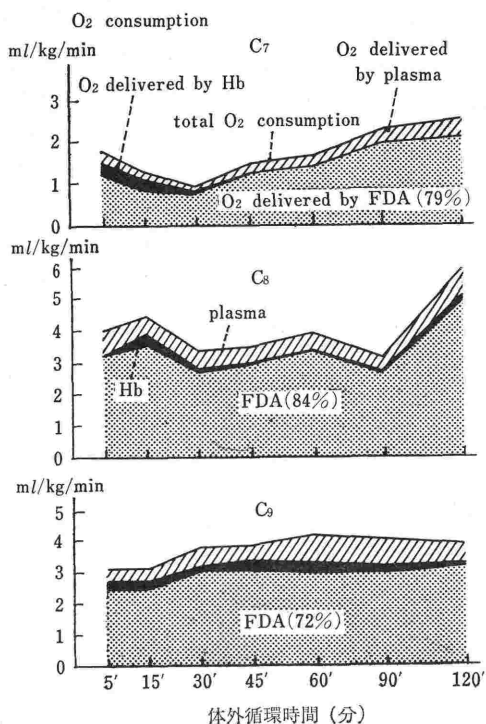 O₂ consumption
C₇
mℓ/kg/min
O₂ delivered by plasma
O₂ delivered by Hb
total O₂ consumption
3
2
1
0
O₂ delivered by FDA (79%)
C₈
6
5
4
3
2
1
0
plasma
Hb
FDA(84%)
mℓ/kg/min
C₉
5
4
3
2
1
0
FDA(72%)
5′ 15′ 30′ 45′ 60′ 90′ 120′
体外循環時間（分）